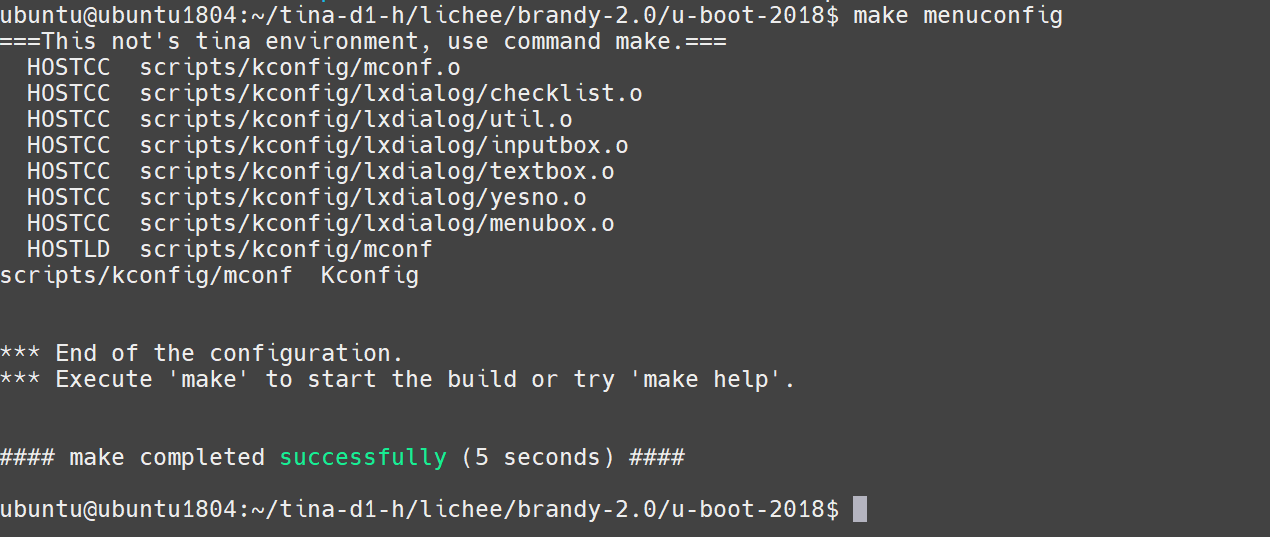 ubuntu@ubuntu1804:~/tina-d1-h/lichee/brandy-2.0/u-boot-2018$ make menuconfig
===This not's tina environment, use command make.===
  HOSTCC  scripts/kconfig/mconf.o
  HOSTCC  scripts/kconfig/lxdialog/checklist.o
  HOSTCC  scripts/kconfig/lxdialog/util.o
  HOSTCC  scripts/kconfig/lxdialog/inputbox.o
  HOSTCC  scripts/kconfig/lxdialog/textbox.o
  HOSTCC  scripts/kconfig/lxdialog/yesno.o
  HOSTCC  scripts/kconfig/lxdialog/menubox.o
  HOSTLD  scripts/kconfig/mconf
scripts/kconfig/mconf  Kconfig
*** End of the configuration.
*** Execute 'make' to start the build or try 'make help'.
#### make completed successfully (5 seconds) ####
ubuntu@ubuntu1804:~/tina-d1-h/lichee/brandy-2.0/u-boot-2018$